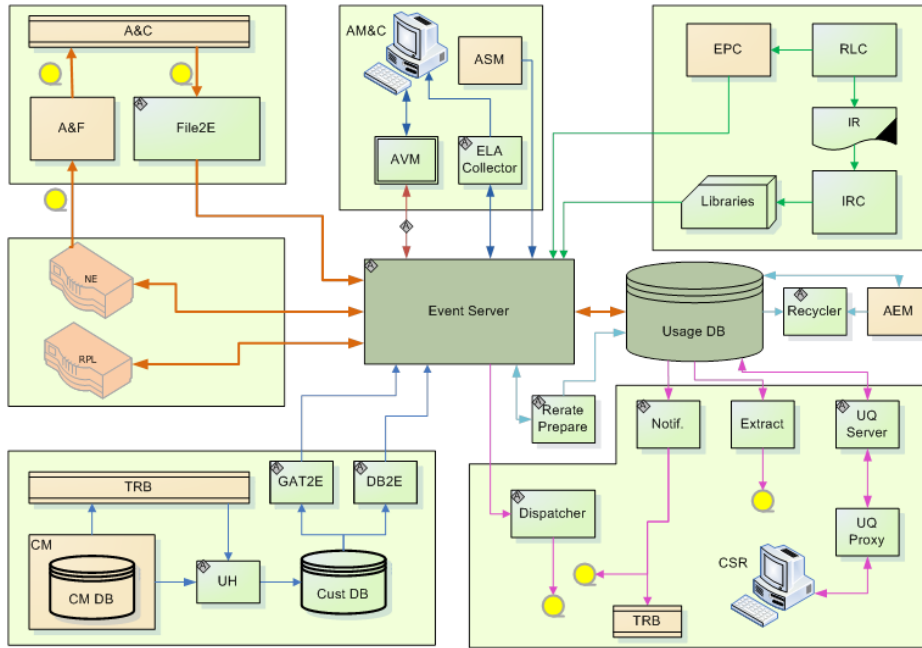 A&C
A&F
File2E
AM&C
ASM
AVM
ELA
Collector
EPC
RLC
IR
IRC
Libraries
NE
RPL
Event Server
Usage DB
Recycler
AEM
Rerate
Prepare
Notif.
Extract
UQ
Server
UQ
Proxy
Dispatcher
CSR
TRB
TRB
GAT2E
DB2E
CM
CM DB
UH
Cust DB